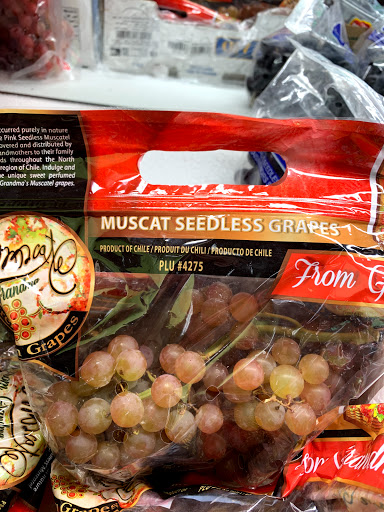 curred purely in nature
Pink Seedless Muscatel
overed and distributed by
andmothers to their family
ds throughout the North
region of Chile. Indulge and
e unique sweet perfumed
Grandma's Muscatel grapes.
MUSCAT SEEDLESS GRAPES
PRODUCT OF CHILE / PRODUIT DU CHILI / PRODUCTO DE CHILE
PLU #4275
From G
Grapes